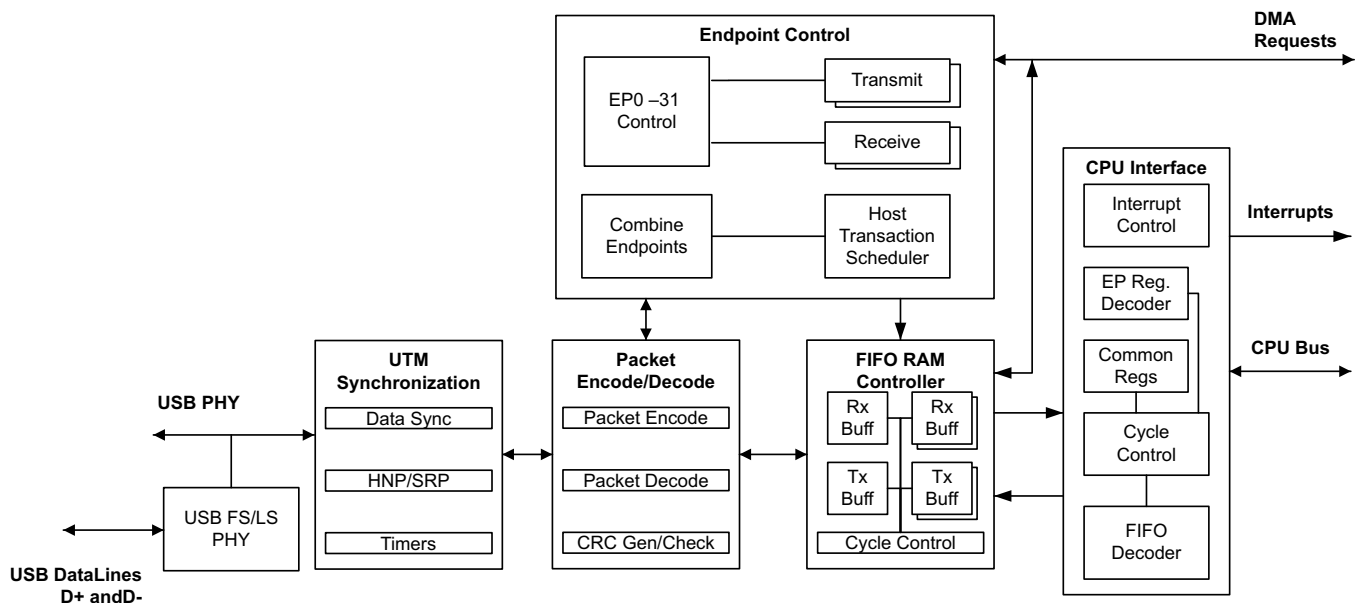 Endpoint Control
EP0 –31
Control
Transmit
Receive
Combine
Endpoints
Host
Transaction
Scheduler
DMA
Requests
CPU Interface
Interrupt
Control
EP Reg.
Decoder
Common
Regs
Cycle
Control
FIFO
Decoder
Interrupts
CPU Bus
UTM
Synchronization
Data Sync
HNP/SRP
Timers
Packet
Encode/Decode
Packet Encode
Packet Decode
CRC Gen/Check
FIFO RAM
Controller
Rx
Buff
Rx
Buff
Tx
Buff
Tx
Buff
Cycle Control
USB PHY
USB FS/LS
PHY
USB DataLines
D+ andD-